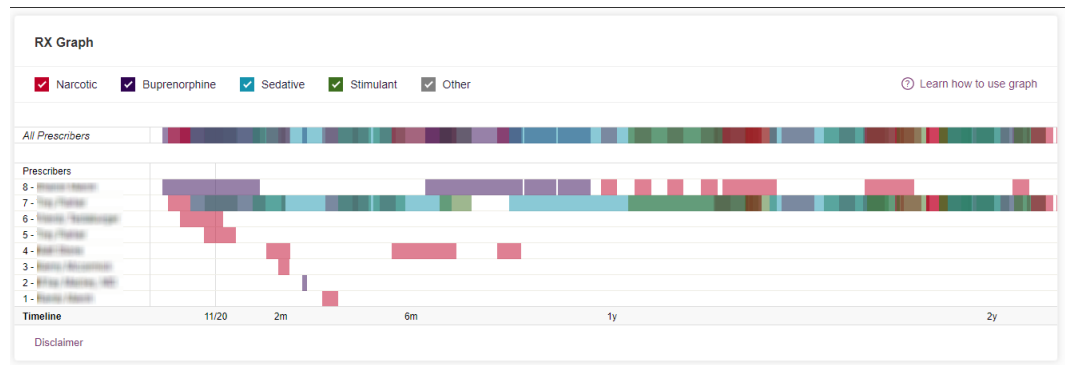 RX Graph
Narcotic Buprenorphine Sedative Stimulant Other Learn how to use graph
All Prescribers
Prescribers
8 -
7 -
6 -
5 -
4 -
3 -
2 -
1 -
Timeline 11/20 2m 6m 1y 2y
Disclaimer